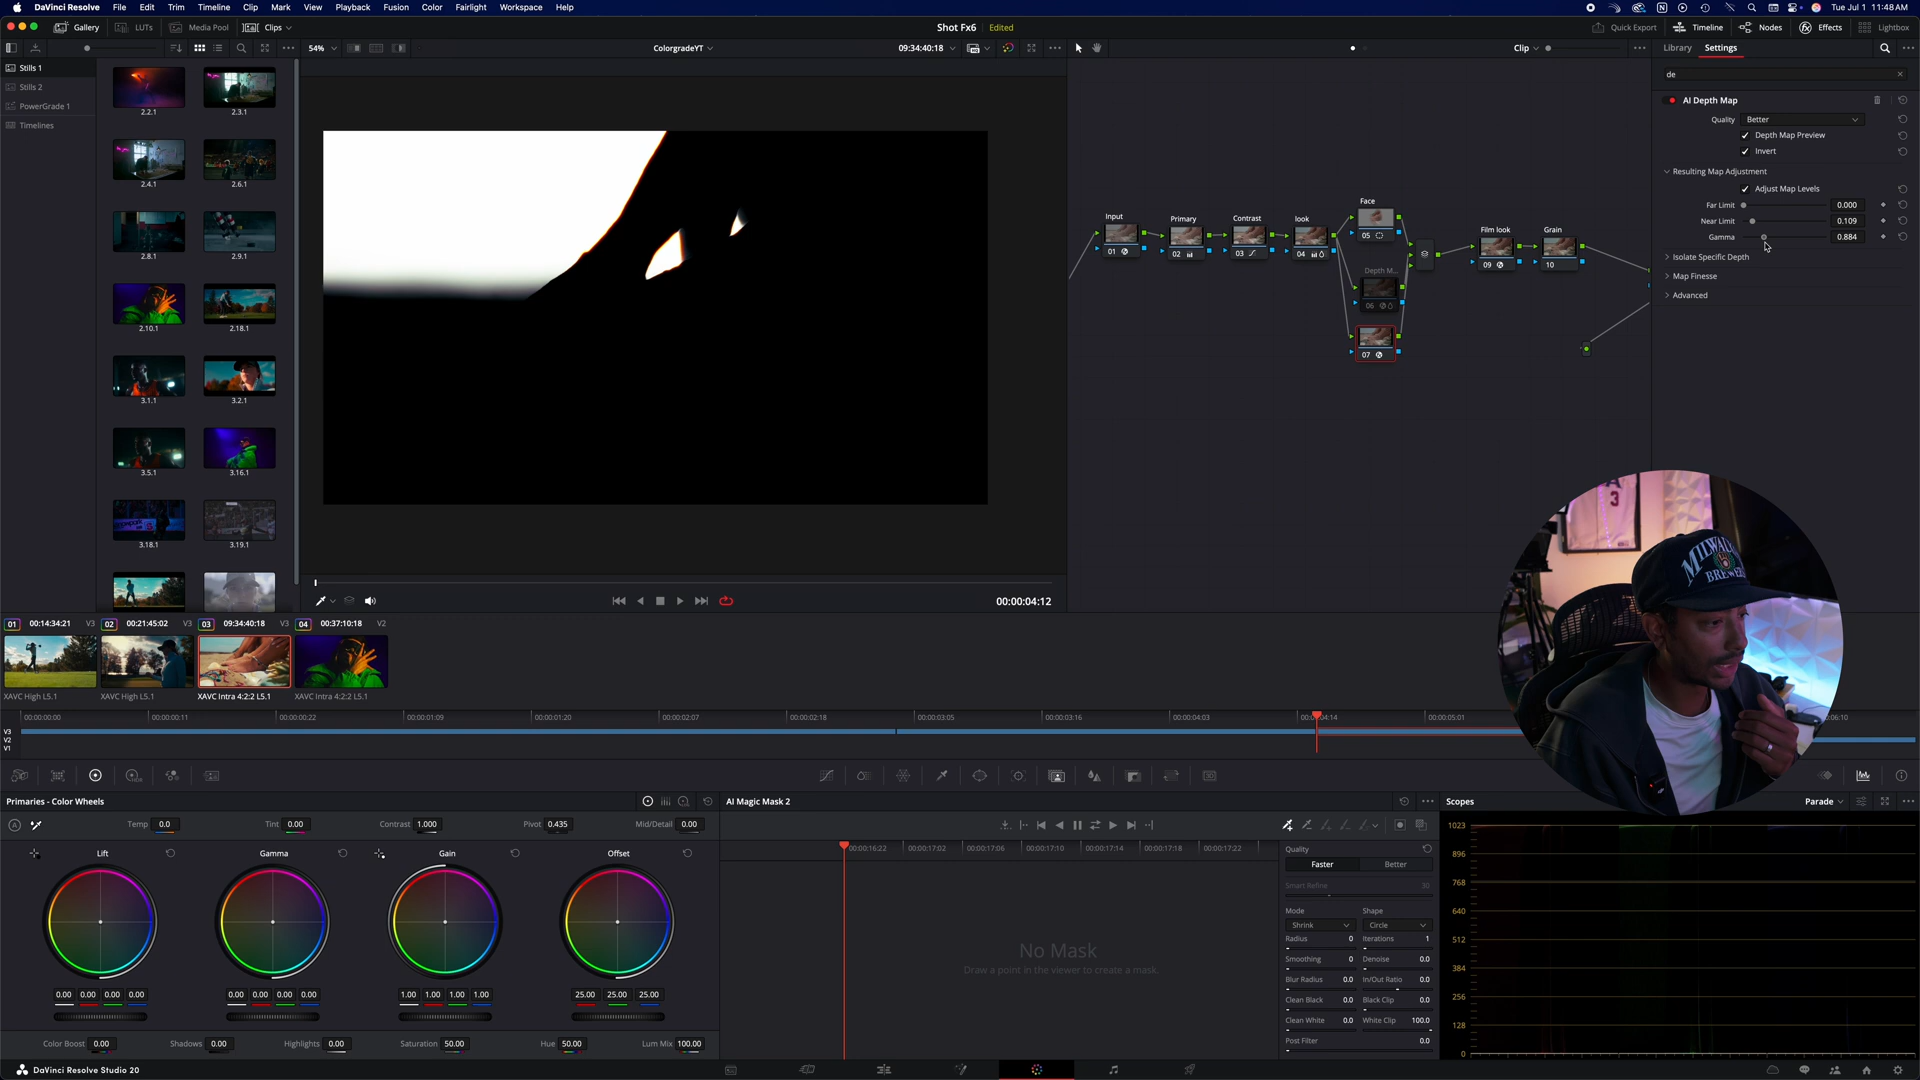 DaVinci Resolve File Edit Trim Timeline Clip Mark View Playback Fusion Color Fairlight Workspace Help
Tue Jul 1 11:48 AM
Gallery LUTs Media Pool Clips
Shot Fx6 Edited
Quick Export Timeline Nodes Effects Lightbox
54%
ColorgradeYT
09:34:40:18
Clip
Library Settings
Stills 1
Stills 2
PowerGrade 1
Timelines
2.2.1 2.3.1
2.4.1 2.6.1
2.8.1 2.9.1
2.10.1 2.18.1
3.1.1 3.2.1
3.5.1 3.16.1
3.18.1 3.19.1
Input
01
Primary
02
Contrast
03
look
04
Face
05
Depth M...
06
07
Film look
09
Grain
10
de
AI Depth Map
Quality Better
Depth Map Preview
Invert
Resulting Map Adjustment
Adjust Map Levels
Far Limit 0.000
Near Limit 0.109
Gamma 0.884
Isolate Specific Depth
Map Finesse
Advanced
MILWAUKEE
BREWERS
3
00:00:04:12
01 00:14:34:21 V3 02 00:21:45:02 V3 03 09:34:40:18 V3 04 00:37:10:18 V2
XAVC High L5.1 XAVC High L5.1 XAVC Intra 4:2:2 L5.1 XAVC Intra 4:2:2 L5.1
00:00:00:00 00:00:00:11 00:00:00:22 00:00:01:09 00:00:01:20 00:00:02:07 00:00:02:18 00:00:03:05 00:00:03:16 00:00:04:03 00:00:04:14 00:00:05:01
V3
V2
V1
Primaries - Color Wheels
Temp 0.0 Tint 0.00 Contrast 1.000 Pivot 0.435 Mid/Detail 0.00
Lift Gamma Gain Offset
0.00 0.00 0.00 0.00 0.00 0.00 0.00 0.00 1.00 1.00 1.00 1.00 25.00 25.00 25.00
Color Boost 0.00 Shadows 0.00 Highlights 0.00 Saturation 50.00 Hue 50.00 Lum Mix 100.00
AI Magic Mask 2
00:00:16:22 00:00:17:02 00:00:17:06 00:00:17:10 00:00:17:14 00:00:17:18 00:00:17:22
No Mask
Draw a point in the viewer to create a mask.
Quality
Faster Better
Smart Refine 30
Mode Shape
Shrink Circle
Radius 0 Iterations 1
Smoothing 0 Denoise 0.0
Blur Radius 0.0 In/Out Ratio 0.0
Clean Black 0.0 Black Clip 0.0
Clean White 0.0 White Clip 100.0
Post Filter 0.0
Scopes Parade
1023
896
768
640
512
384
256
128
0
DaVinci Resolve Studio 20